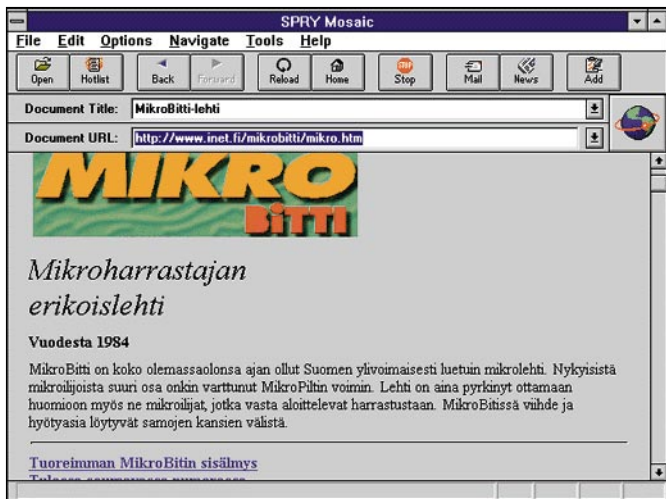 SPRY Mosaic
File Edit Options Navigate Tools Help
Open Hotlist Back Forward Reload Home Stop Mail News Add
Document Title: MikroBitti-lehti
Document URL: http://www.inet.fi/mikrobitti/mikro.htm
MIKRO
BiTTI
Mikroharrastajan
erikoislehti
Vuodesta 1984
MikroBitti on koko olemassaolonsa ajan ollut Suomen ylivoimaisesti luetuin mikrolehti. Nykyisistä
mikroilijoista suuri osa onkin varttunut MikroPiltin voimin. Lehti on aina pyrkinyt ottamaan
huomioon myös ne mikroilijat, jotka vasta aloittelevat harrastustaan. MikroBitissä viihde ja
hyötyasia löytyvät samojen kansien välistä.
Tuoreimman MikroBitin sisälmys